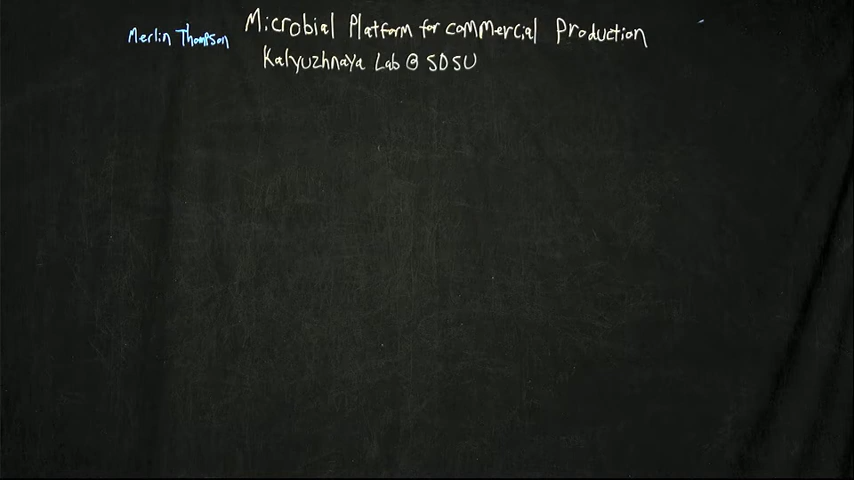 Merlin Thompson
Microbial Platform for commercial Production
Kalyuzhnaya Lab @ SDSU